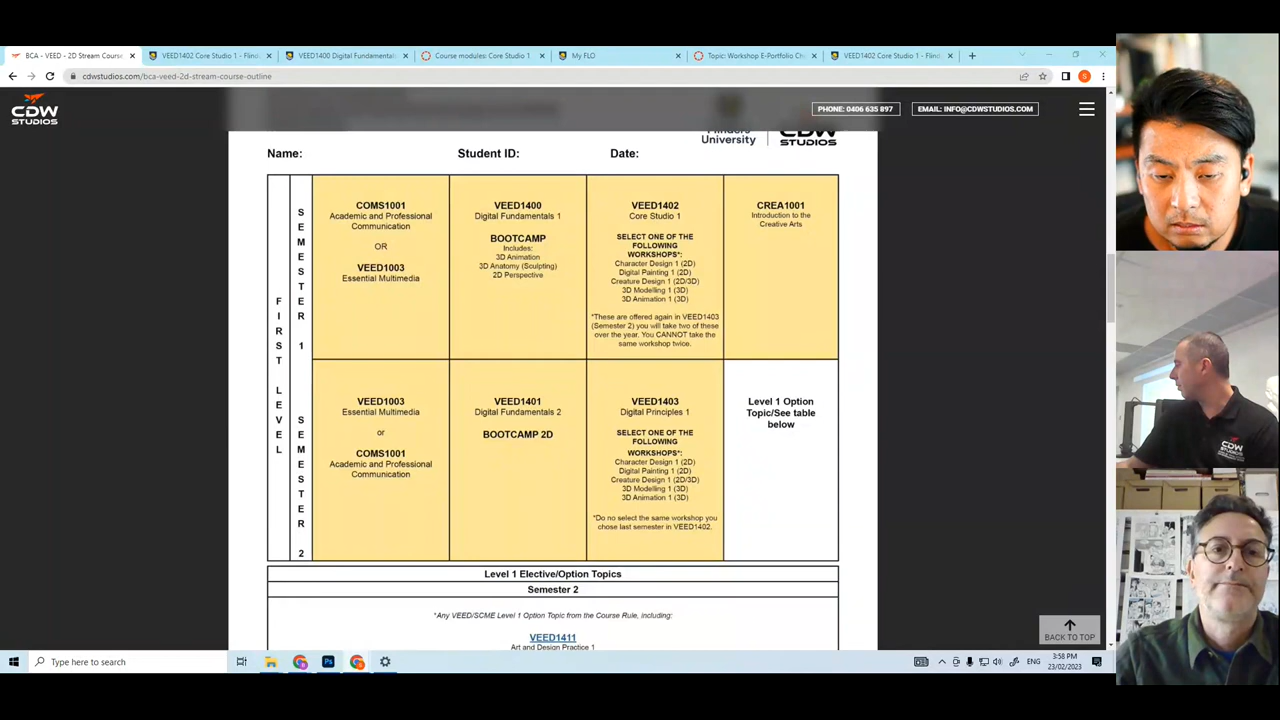 BCA - VEED - 2D Stream Course
VEED1402 Core Studio 1 - Flin
VEED1400 Digital Fundamental
Course modules: Core Studio 1
My FLO
Topic: Workshop E-Portfolio Ch
VEED1402 Core Studio 1 - Flin
cdwstudios.com/bca-veed-2d-stream-course-outline
CDW
STUDIOS
PHONE: 0406 635 897
EMAIL: INFO@CDWSTUDIOS.COM
Flinders
University
CDW
STUDIOS
Name:
Student ID:
Date:
FIRST LEVEL
SEMESTER 1
COMS1001
Academic and Professional
Communication
OR
VEED1003
Essential Multimedia
VEED1400
Digital Fundamentals 1
BOOTCAMP
Includes:
3D Animation
3D Anatomy (Sculpting)
2D Perspective
VEED1402
Core Studio 1
SELECT ONE OF THE
FOLLOWING
WORKSHOPS*:
Character Design 1 (2D)
Digital Painting 1 (2D)
Creature Design 1 (2D/3D)
3D Modelling 1 (3D)
3D Animation 1 (3D)
*These are offered again in VEED1403
(Semester 2) you will take two of these
over the year. You CANNOT take the
same workshop twice.
CREA1001
Introduction to the
Creative Arts
SEMESTER 2
VEED1003
Essential Multimedia
or
COMS1001
Academic and Professional
Communication
VEED1401
Digital Fundamentals 2
BOOTCAMP 2D
VEED1403
Digital Principles 1
SELECT ONE OF THE
FOLLOWING
WORKSHOPS*:
Character Design 1 (2D)
Digital Painting 1 (2D)
Creature Design 1 (2D/3D)
3D Modelling 1 (3D)
3D Animation 1 (3D)
*Do no select the same workshop you
chose last semester in VEED1402.
Level 1 Option
Topic/See table
below
Level 1 Elective/Option Topics
Semester 2
*Any VEED/SCME Level 1 Option Topic from the Course Rule, including:
VEED1411
Art and Design Practice 1
BACK TO TOP
Type here to search
ENG
3:58 PM
23/02/2023